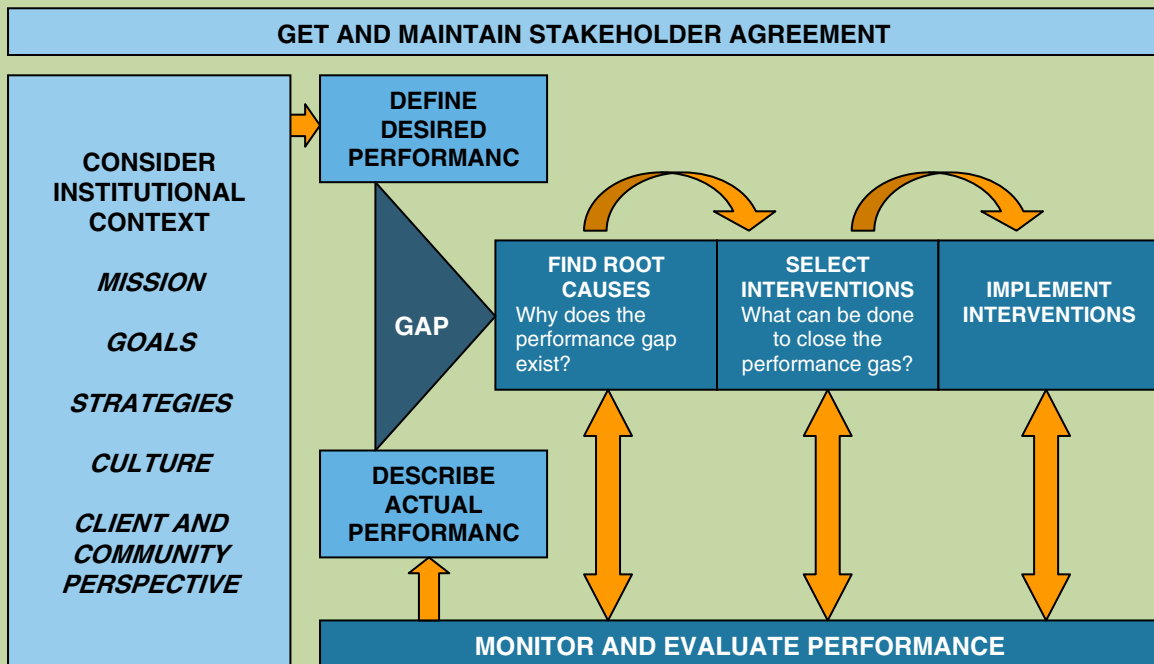 GET AND MAINTAIN STAKEHOLDER AGREEMENT
CONSIDER
INSTITUTIONAL
CONTEXT
MISSION
GOALS
STRATEGIES
CULTURE
CLIENT AND
COMMUNITY
PERSPECTIVE
DEFINE
DESIRED
PERFORMANC
GAP
DESCRIBE
ACTUAL
PERFORMANC
FIND ROOT
CAUSES
Why does the
performance gap
exist?
SELECT
INTERVENTIONS
What can be done
to close the
performance gas?
IMPLEMENT
INTERVENTIONS
MONITOR AND EVALUATE PERFORMANCE